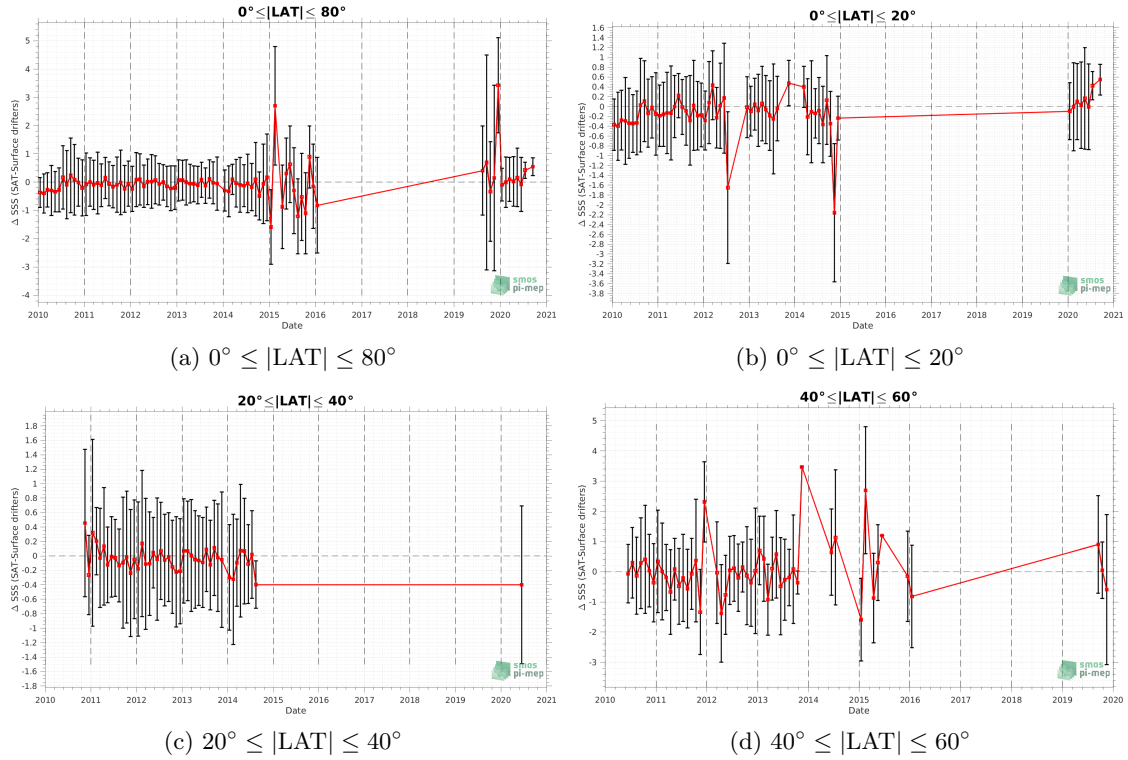 0°≤|LAT|≤ 80°
Δ SSS (SAT-Surface drifters)
5
4
3
2
1
0
-1
-2
-3
-4
2010 2011 2012 2013 2014 2015 2016 2017 2018 2019 2020 2021
Date
smos
pi-mep
(a) 0° ≤ |LAT| ≤ 80°
0°≤|LAT|≤ 20°
Δ SSS (SAT-Surface drifters)
1.6
1.4
1.2
1
0.8
0.6
0.4
0.2
0
-0.2
-0.4
-0.6
-0.8
-1
-1.2
-1.4
-1.6
-1.8
-2
-2.2
-2.4
-2.6
-2.8
-3
-3.2
-3.4
-3.6
-3.8
2010 2011 2012 2013 2014 2015 2016 2017 2018 2019 2020 2021
Date
smos
pi-mep
(b) 0° ≤ |LAT| ≤ 20°
20°≤|LAT|≤ 40°
Δ SSS (SAT-Surface drifters)
1.8
1.6
1.4
1.2
1
0.8
0.6
0.4
0.2
0
-0.2
-0.4
-0.6
-0.8
-1
-1.2
-1.4
-1.6
-1.8
2010 2011 2012 2013 2014 2015 2016 2017 2018 2019 2020 2021
Date
smos
pi-mep
(c) 20° ≤ |LAT| ≤ 40°
40°≤|LAT|≤ 60°
Δ SSS (SAT-Surface drifters)
5
4
3
2
1
0
-1
-2
-3
2010 2011 2012 2013 2014 2015 2016 2017 2018 2019 2020
Date
smos
pi-mep
(d) 40° ≤ |LAT| ≤ 60°